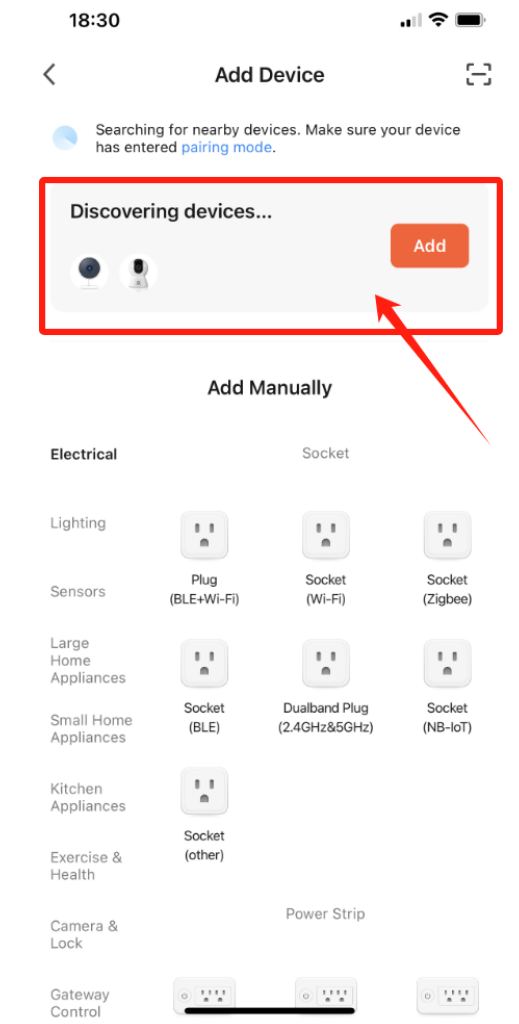 18:30
Add Device
Searching for nearby devices. Make sure your device
has entered pairing mode.
Discovering devices...
Add
Add Manually
Electrical
Socket
Lighting
Sensors
Large
Home
Appliances
Small Home
Appliances
Kitchen
Appliances
Exercise &
Health
Camera &
Lock
Gateway
Control
Plug
(BLE+Wi-Fi)
Socket
(Wi-Fi)
Socket
(Zigbee)
Socket
(BLE)
Dualband Plug
(2.4GHz&5GHz)
Socket
(NB-IoT)
Socket
(other)
Power Strip